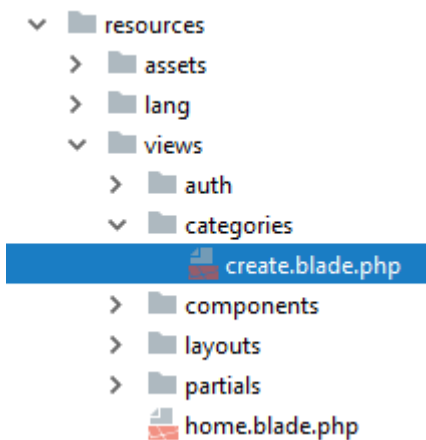 resources
assets
lang
views
auth
categories
create.blade.php
components
layouts
partials
home.blade.php